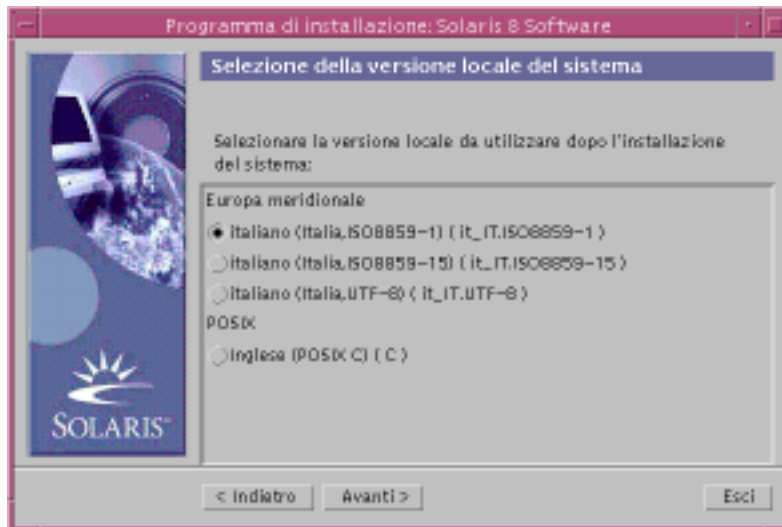 Programma di installazione: Solaris 8 Software
Selezione della versione locale del sistema
Selezionare la versione locale da utilizzare dopo l'installazione
del sistema:
Europa meridionale
italiano (Italia,ISO8859-1) ( it_IT.ISO8859-1 )
italiano (Italia,ISO8859-15) ( it_IT.ISO8859-15 )
italiano (Italia,UTF-8) ( it_IT.UTF-8 )
POSIX
Inglese (POSIX C) ( C )
SOLARIS™
< Indietro
Avanti >
Esci